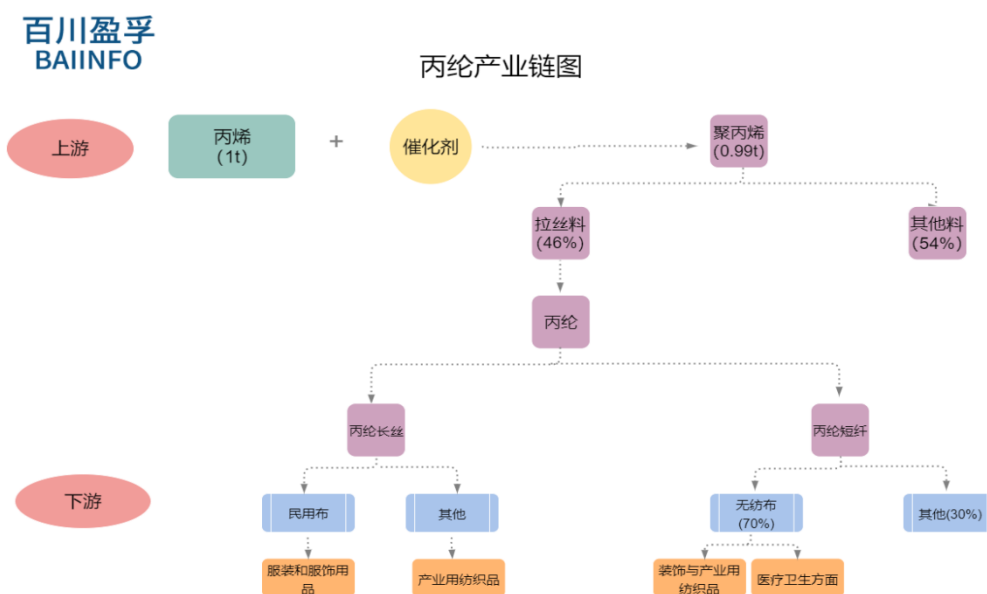 百川盈孚
BAIINFO
丙纶产业链图
上游
丙烯
(1t)
+
催化剂
聚丙烯
(0.99t)
拉丝料
(46%)
其他料
(54%)
丙纶
丙纶长丝
丙纶短纤
下游
民用布
其他
无纺布
(70%)
其他(30%)
服装和服饰用
品
产业用纺织品
装饰与产业用
纺织品
医疗卫生方面